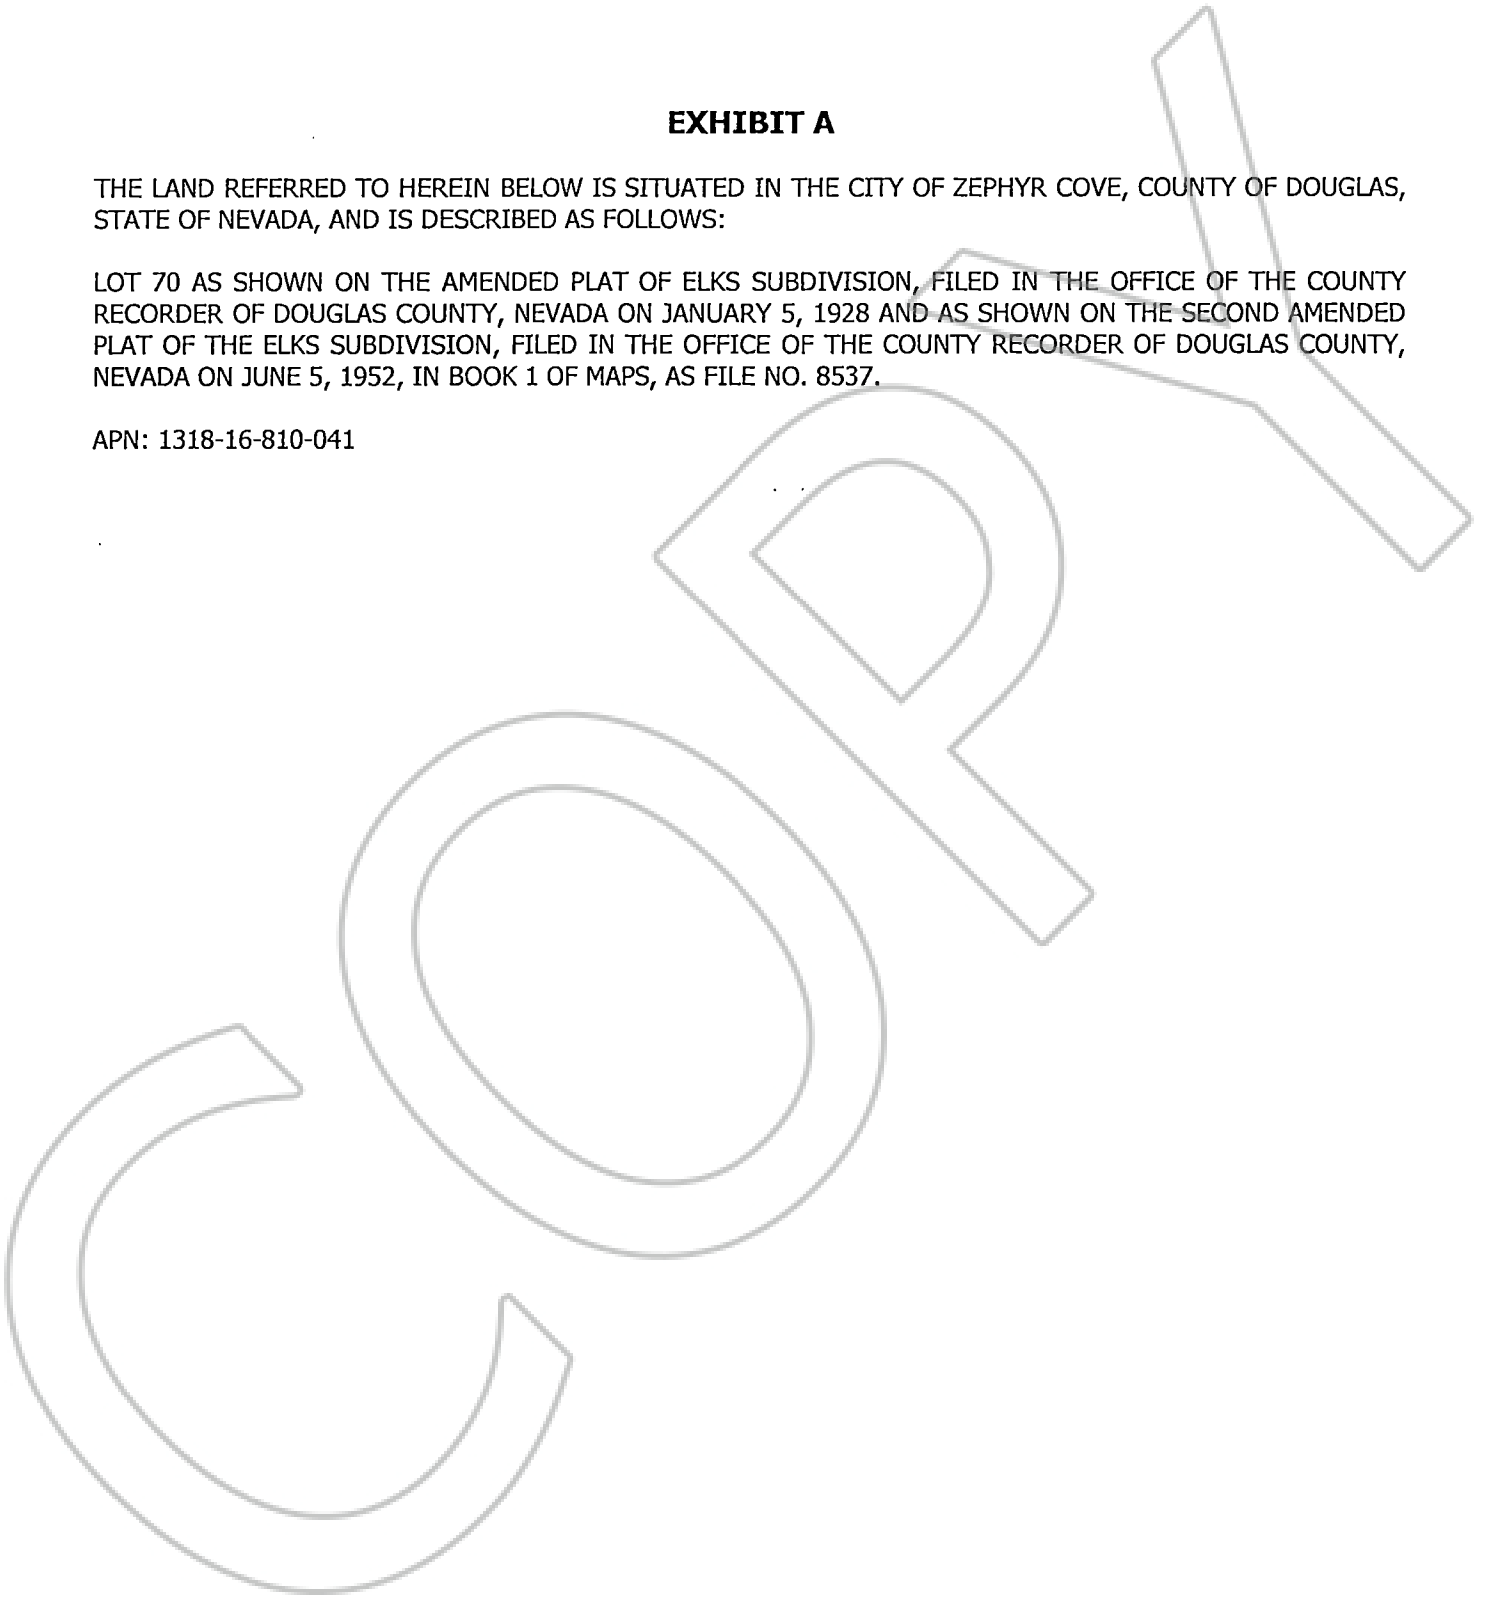 EXHIBIT A
THE LAND REFERRED TO HEREIN BELOW IS SITUATED IN THE CITY OF ZEPHYR COVE, COUNTY OF DOUGLAS,
STATE OF NEVADA, AND IS DESCRIBED AS FOLLOWS:
LOT 70 AS SHOWN ON THE AMENDED PLAT OF ELKS SUBDIVISION, FILED IN THE OFFICE OF THE COUNTY
RECORDER OF DOUGLAS COUNTY, NEVADA ON JANUARY 5, 1928 AND AS SHOWN ON THE SECOND AMENDED
PLAT OF THE ELKS SUBDIVISION, FILED IN THE OFFICE OF THE COUNTY RECORDER OF DOUGLAS COUNTY,
NEVADA ON JUNE 5, 1952, IN BOOK 1 OF MAPS, AS FILE NO. 8537.
APN: 1318-16-810-041
COPY